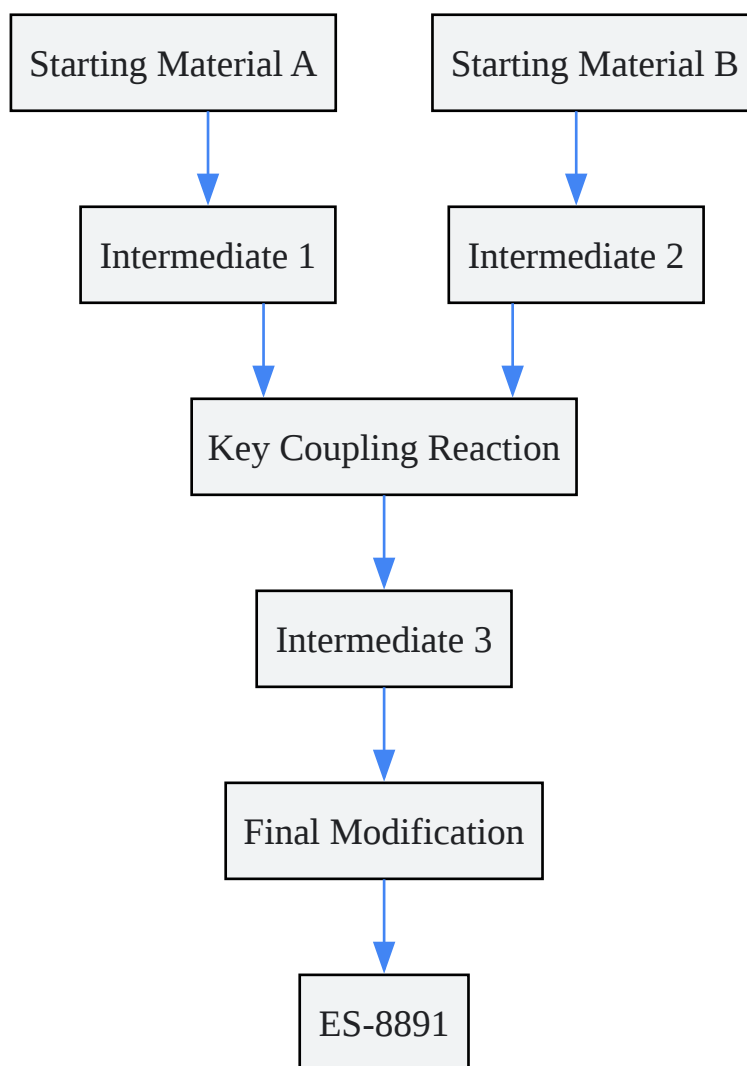 Starting Material A
Starting Material B
Intermediate 1
Intermediate 2
Key Coupling Reaction
Intermediate 3
Final Modification
ES-8891